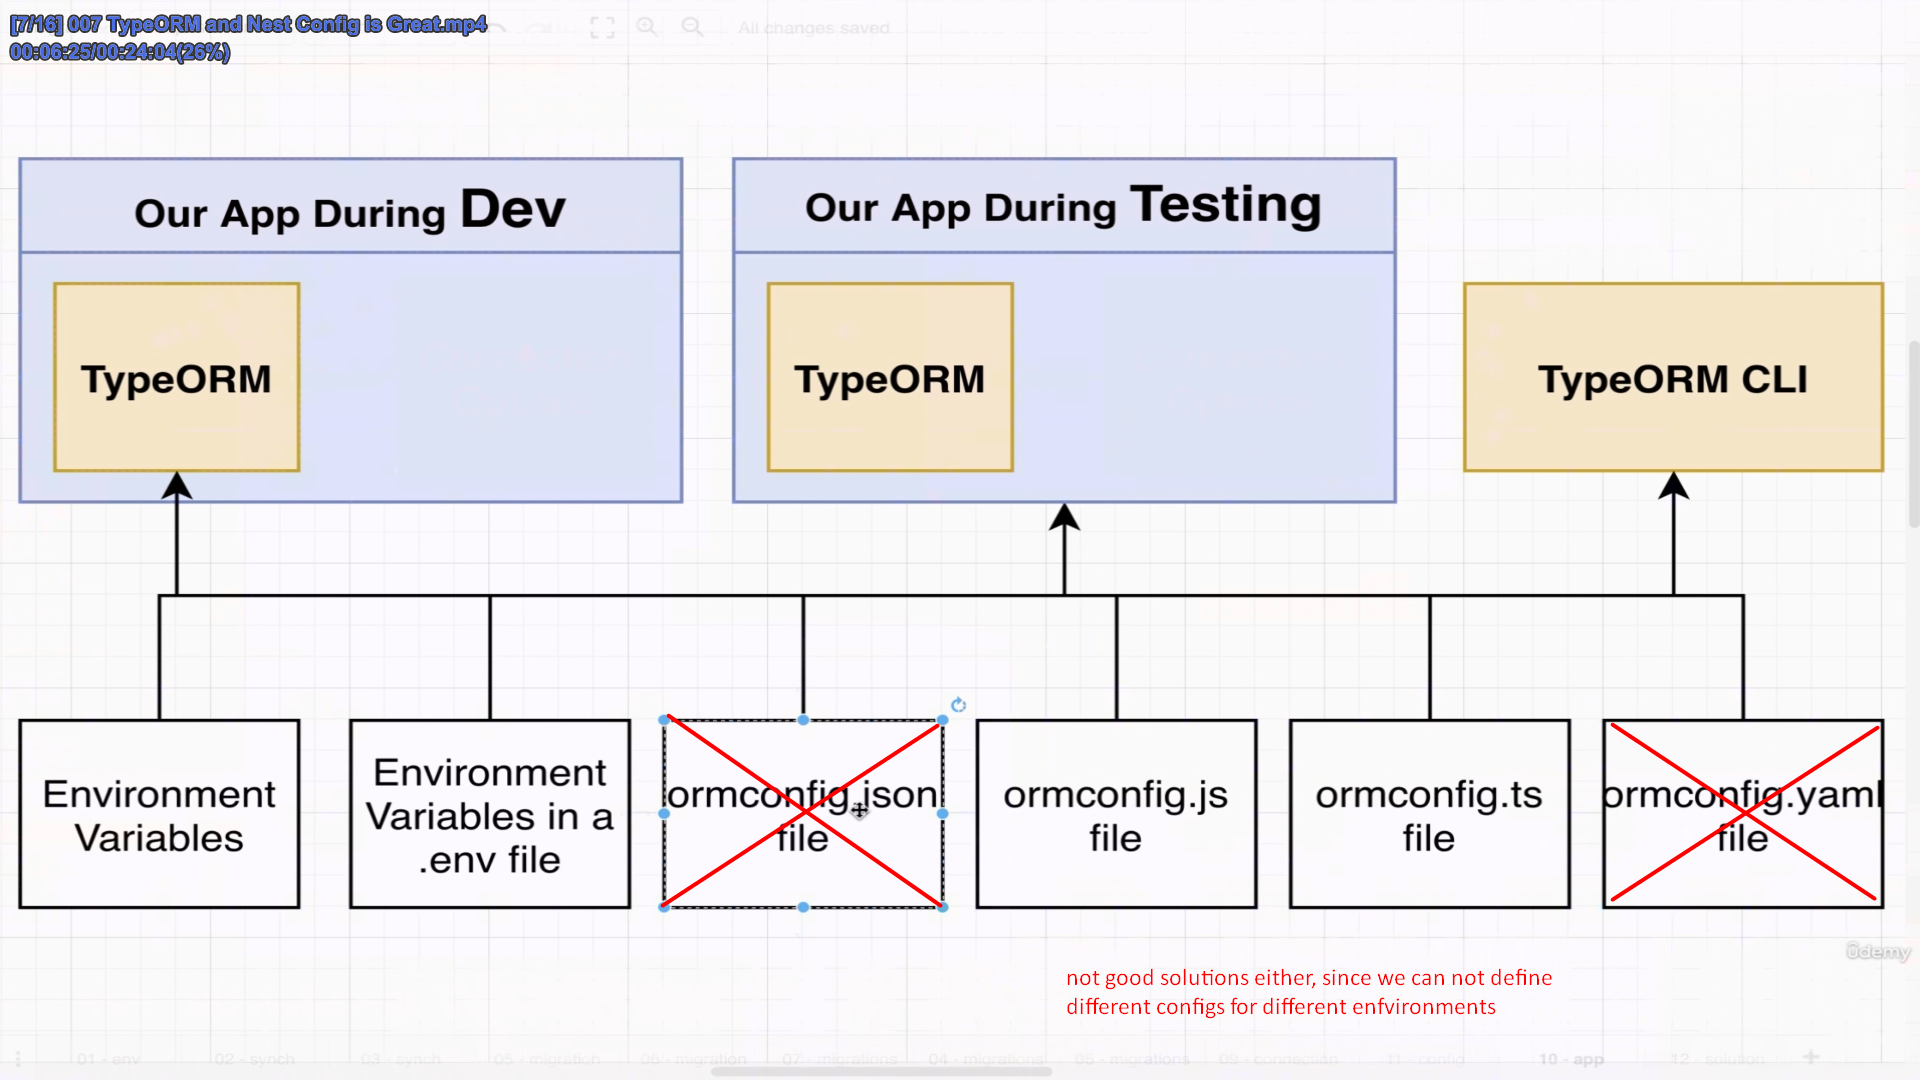 [7/16] 007 TypeORM and Nest Config is Great.mp4
00:06:25/00:24:04(26%)
All changes saved
Our App During Dev
Our App During Testing
TypeORM
TypeORM
TypeORM CLI
Environment
Variables
Environment
Variables in a
.env file
ormconfig.json
file
ormconfig.js
file
ormconfig.ts
file
ormconfig.yaml
file
ûdemy
not good solutions either, since we can not define
different configs for different enfvironments
01 - env
02 - synch
03 - synch
05 - migration
06 - migration
07 - migrations
04 - migrations
08 - migrations
09 - connection
11 - config
10 - app
12 - solution